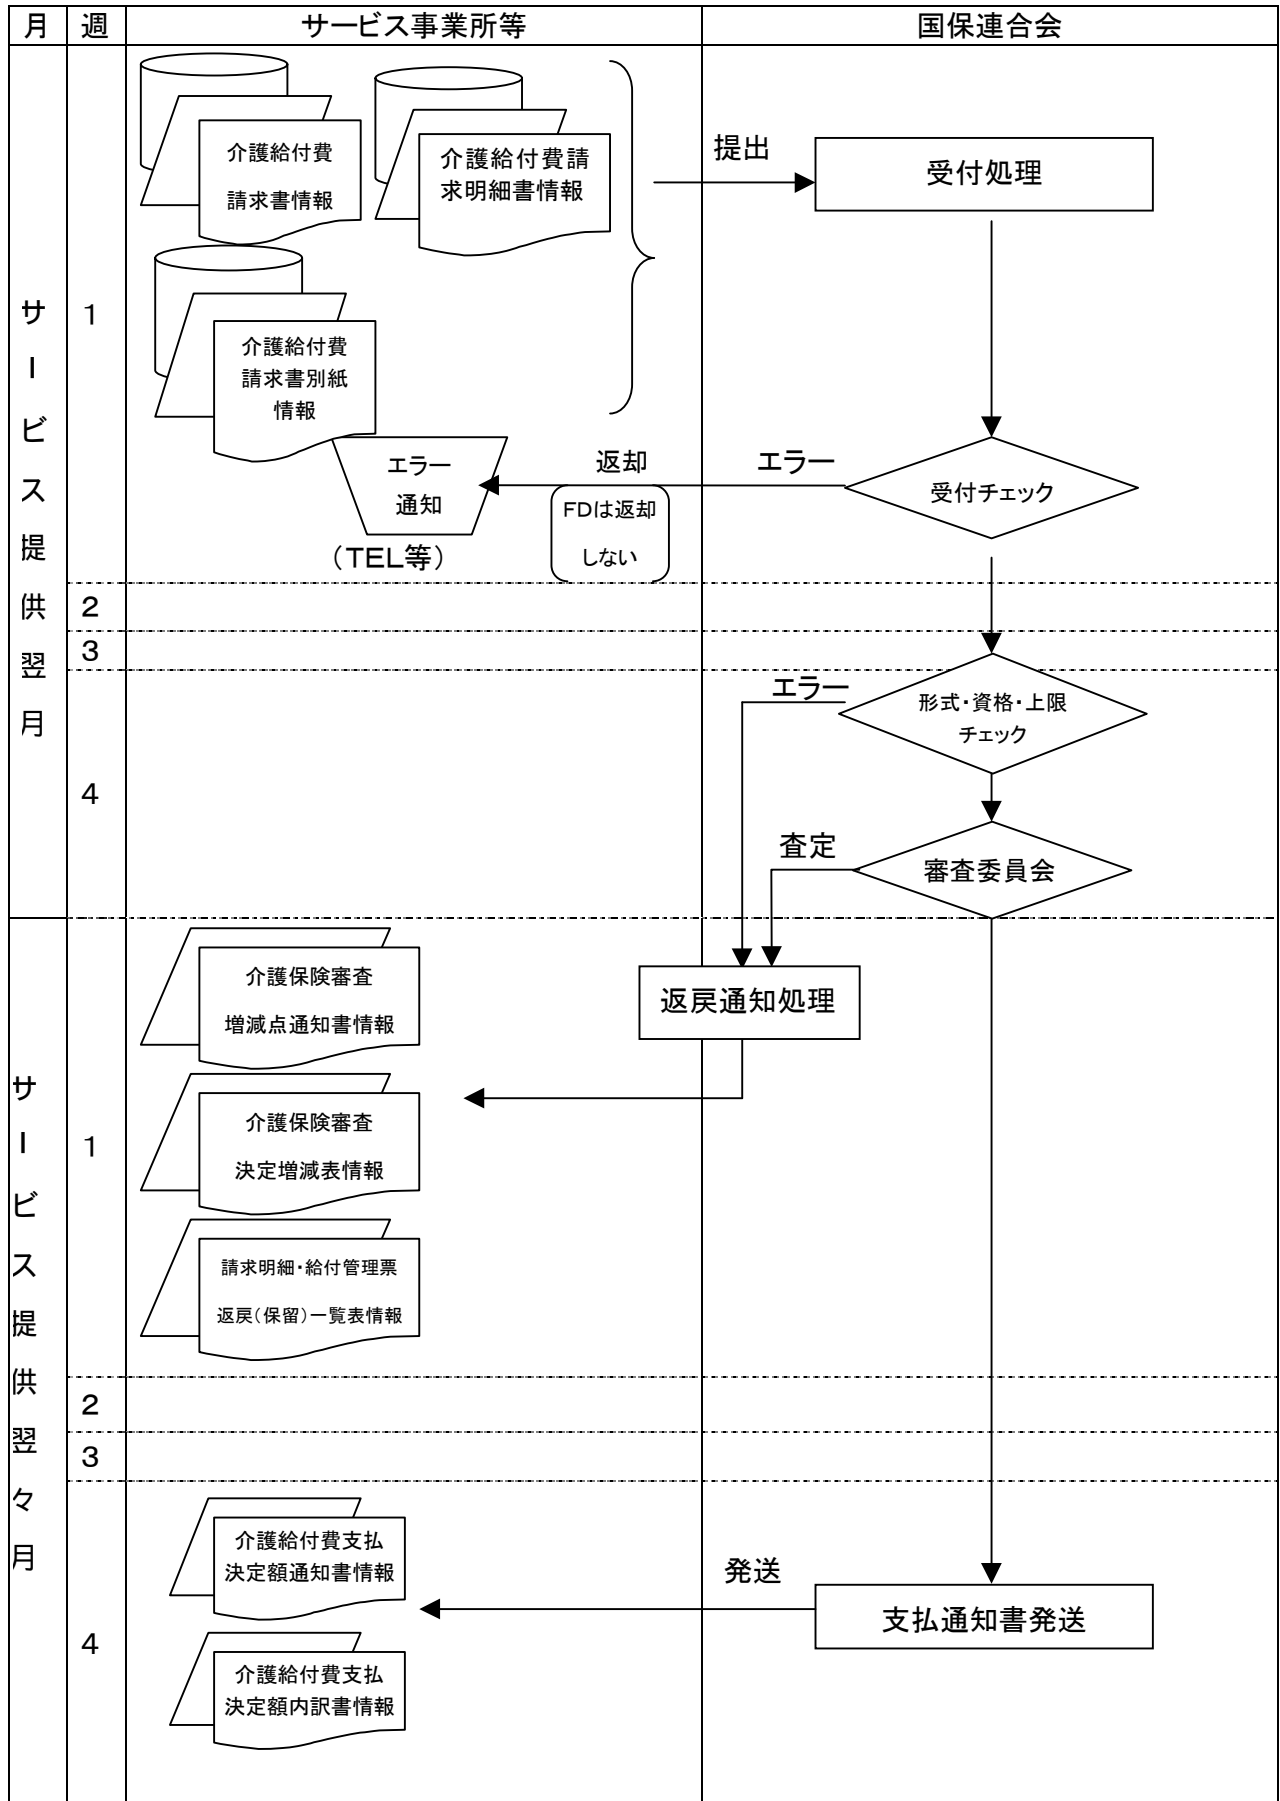 月
週
サービス事業所等
国保連合会
サービス提供翌月
1
介護給付費
請求書情報
介護給付費請
求明細書情報
提出
受付処理
介護給付費
請求書別紙
情報
エラー
通知
(TEL等)
返却
FDは返却
しない
エラー
受付チェック
2
3
4
エラー
形式・資格・上限
チェック
査定
審査委員会
サービス提供翌々月
1
介護保険審査
増減点通知書情報
返戻通知処理
介護保険審査
決定増減表情報
請求明細・給付管理票
返戻(保留)一覧表情報
2
3
4
介護給付費支払
決定額通知書情報
発送
支払通知書発送
介護給付費支払
決定額内訳書情報